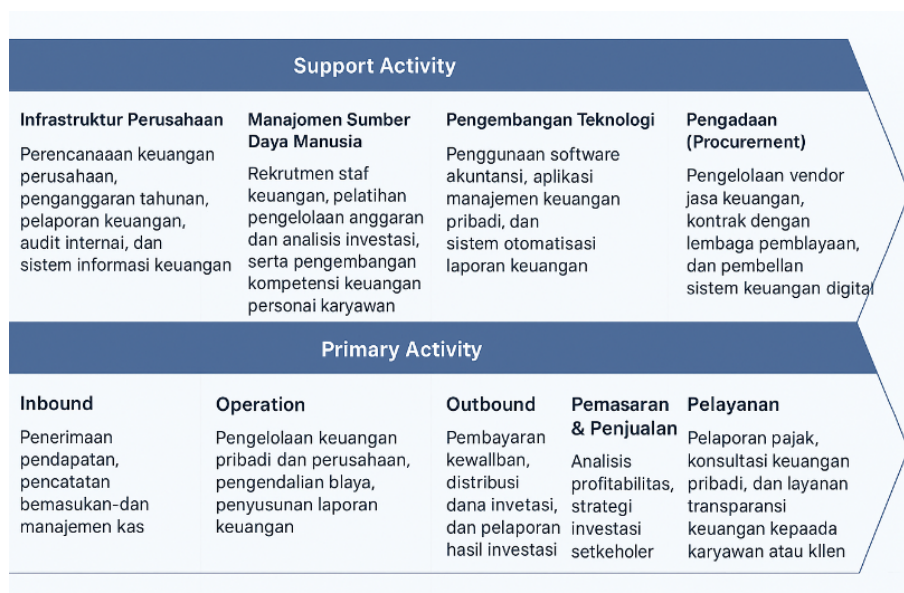 Support Activity
Infrastruktur Perusahaan
Perencanaaan keuangan
perusahaan,
penganggaran tahunan,
pelaporan keuangan,
audit internai, dan
sistem informasi keuangan
Manajomen Sumber
Daya Manusia
Rekrutmen staf
keuangan, pelatihan
pengelolaan anggaran
dan analisis investasi,
serta pengembangan
kompetensi keuangan
personai karyawan
Pengembangan Teknologi
Penggunaan software
akuntansi, aplikasi
manajemen keuangan
pribadi, dan
sistem otomatisasi
laporan keuangan
Pengadaan
(Procurernent)
Pengelolaan vendor
jasa keuangan,
kontrak dengan
lembaga pemblayaan,
dan pembellan
sistem keuangan digital
Primary Activity
Inbound
Penerimaan
pendapatan,
pencatatan
bemasukan-dan
manajemen kas
Operation
Pengelolaan keuangan
pribadi dan perusahaan,
pengendalian blaya,
penyusunan laporan
keuangan
Outbound
Pembayaran
kewallban,
distribusi
dana invetasi,
dan pelaporan
hasil investasi
Pemasaran
& Penjualan
Analisis
profitabilitas,
strategi
investasi
setkeholer
Pelayanan
Pelaporan pajak,
konsultasi keuangan
pribadi, dan layanan
transparansi
keuangan kepaada
karyawan atau kllen